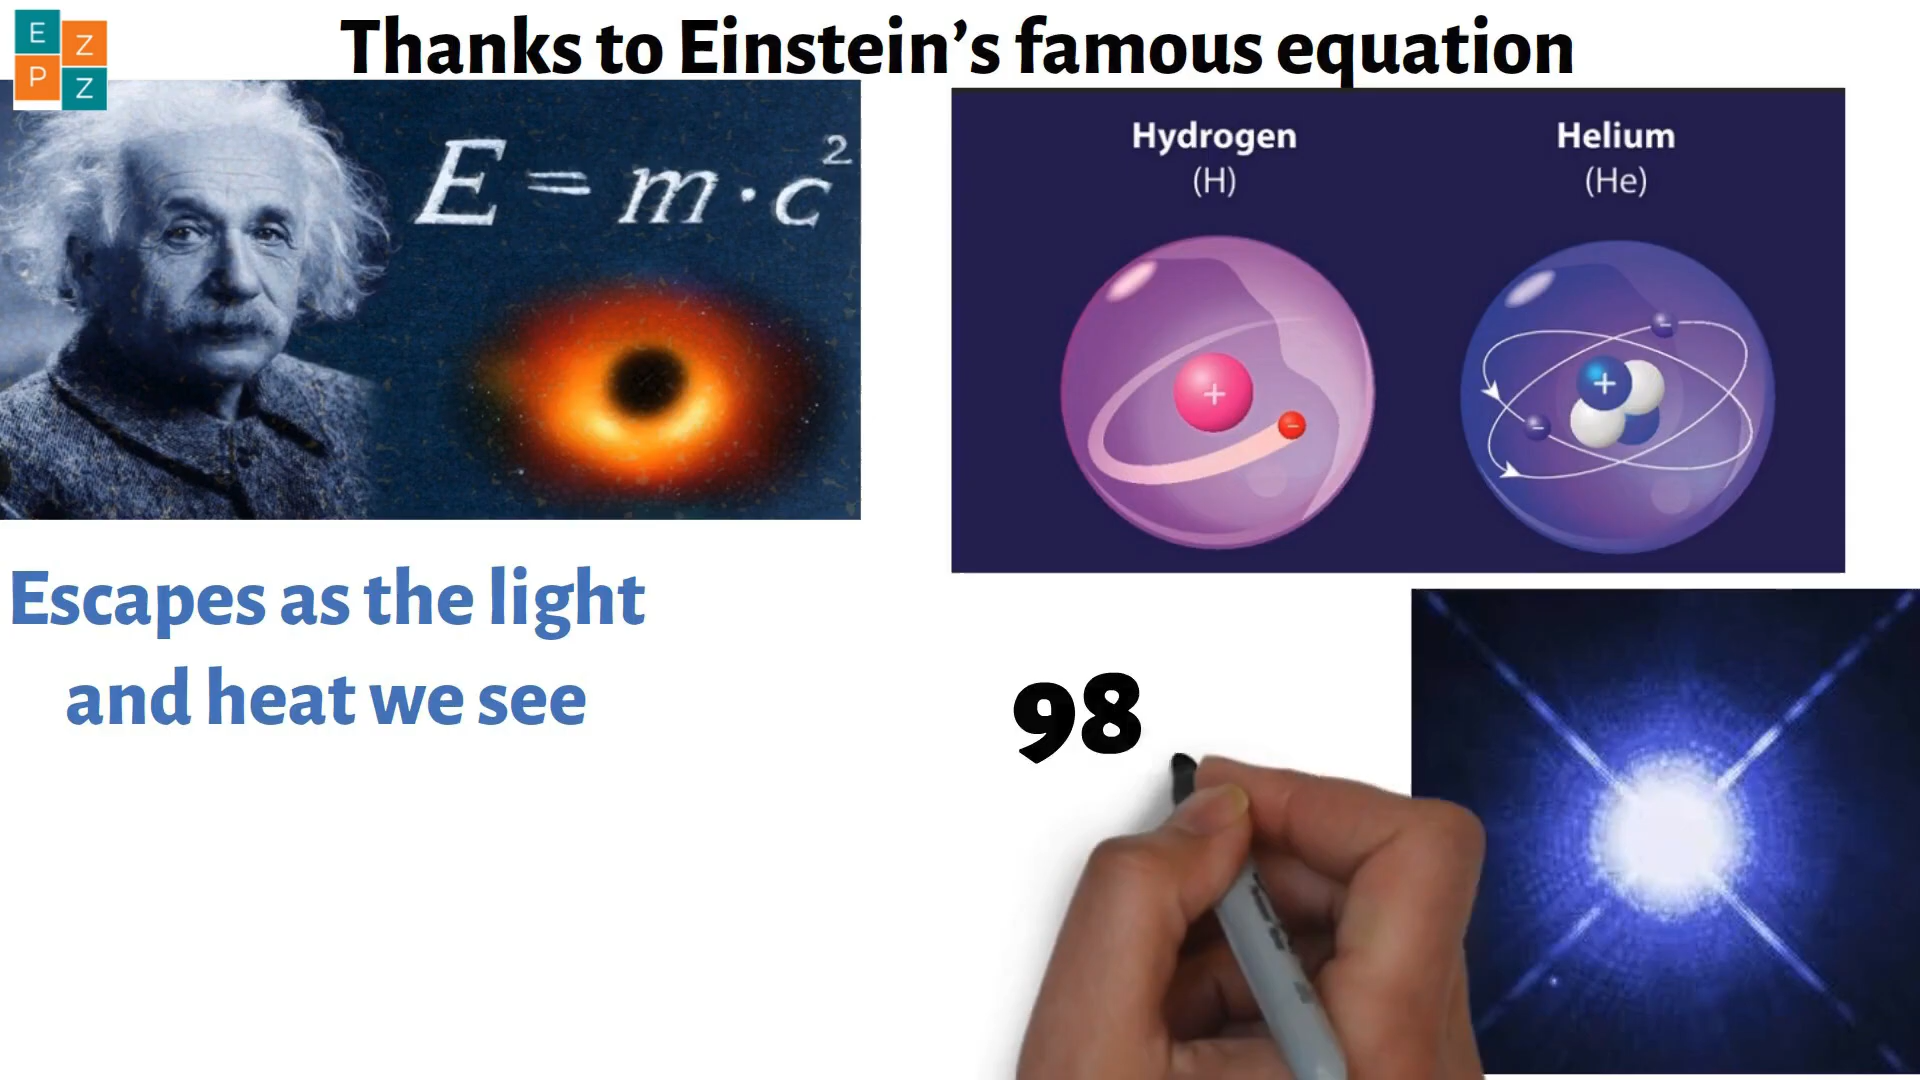 E Z
P Z
Thanks to Einstein’s famous equation
E = m · c²
Hydrogen
(H)
Helium
(He)
+
−
+
−
−
Escapes as the light
and heat we see
98